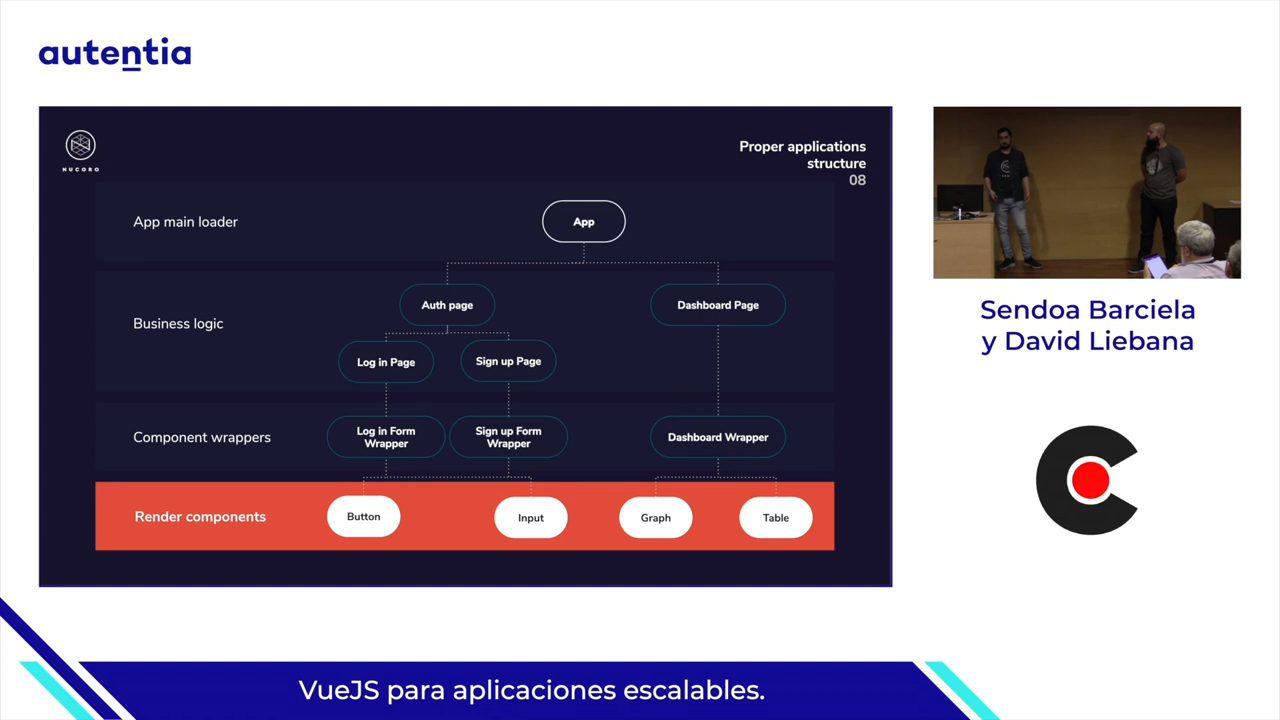 autentia
NUCORO
Proper applications
structure
08
App main loader
App
Business logic
Auth page
Dashboard Page
Log in Page
Sign up Page
Component wrappers
Log in Form
Wrapper
Sign up Form
Wrapper
Dashboard Wrapper
Render components
Button
Input
Graph
Table
Sendoa Barciela
y David Liebana
VueJS para aplicaciones escalables.